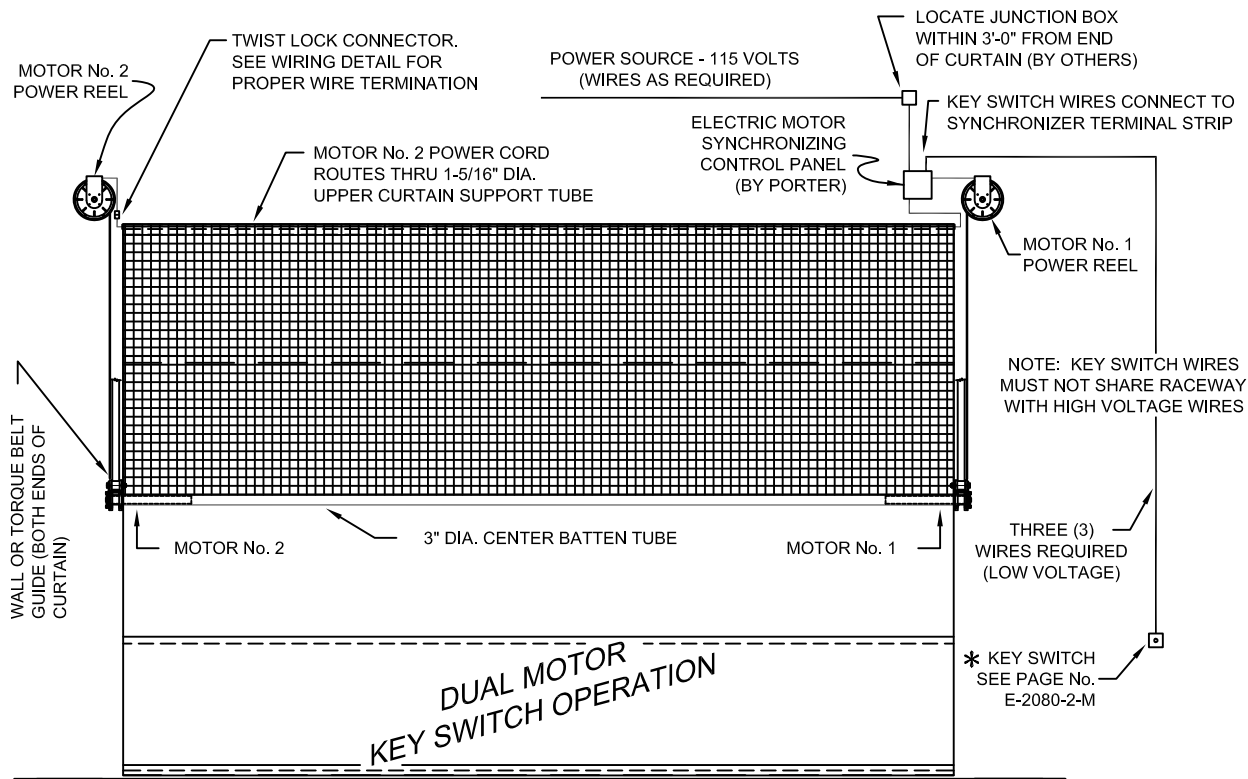 LOCATE JUNCTION BOX
WITHIN 3'-0" FROM END
OF CURTAIN (BY OTHERS)
TWIST LOCK CONNECTOR.
SEE WIRING DETAIL FOR
PROPER WIRE TERMINATION
POWER SOURCE - 115 VOLTS
(WIRES AS REQUIRED)
MOTOR No. 2
POWER REEL
KEY SWITCH WIRES CONNECT TO
SYNCHRONIZER TERMINAL STRIP
ELECTRIC MOTOR
SYNCHRONIZING
CONTROL PANEL
(BY PORTER)
MOTOR No. 2 POWER CORD
ROUTES THRU 1-5/16" DIA.
UPPER CURTAIN SUPPORT TUBE
MOTOR No. 1
POWER REEL
NOTE: KEY SWITCH WIRES
MUST NOT SHARE RACEWAY
WITH HIGH VOLTAGE WIRES
WALL OR TORQUE BELT
GUIDE (BOTH ENDS OF
CURTAIN)
MOTOR No. 2
3" DIA. CENTER BATTEN TUBE
MOTOR No. 1
THREE (3)
WIRES REQUIRED
(LOW VOLTAGE)
DUAL MOTOR
KEY SWITCH OPERATION
* KEY SWITCH
SEE PAGE No.
E-2080-2-M